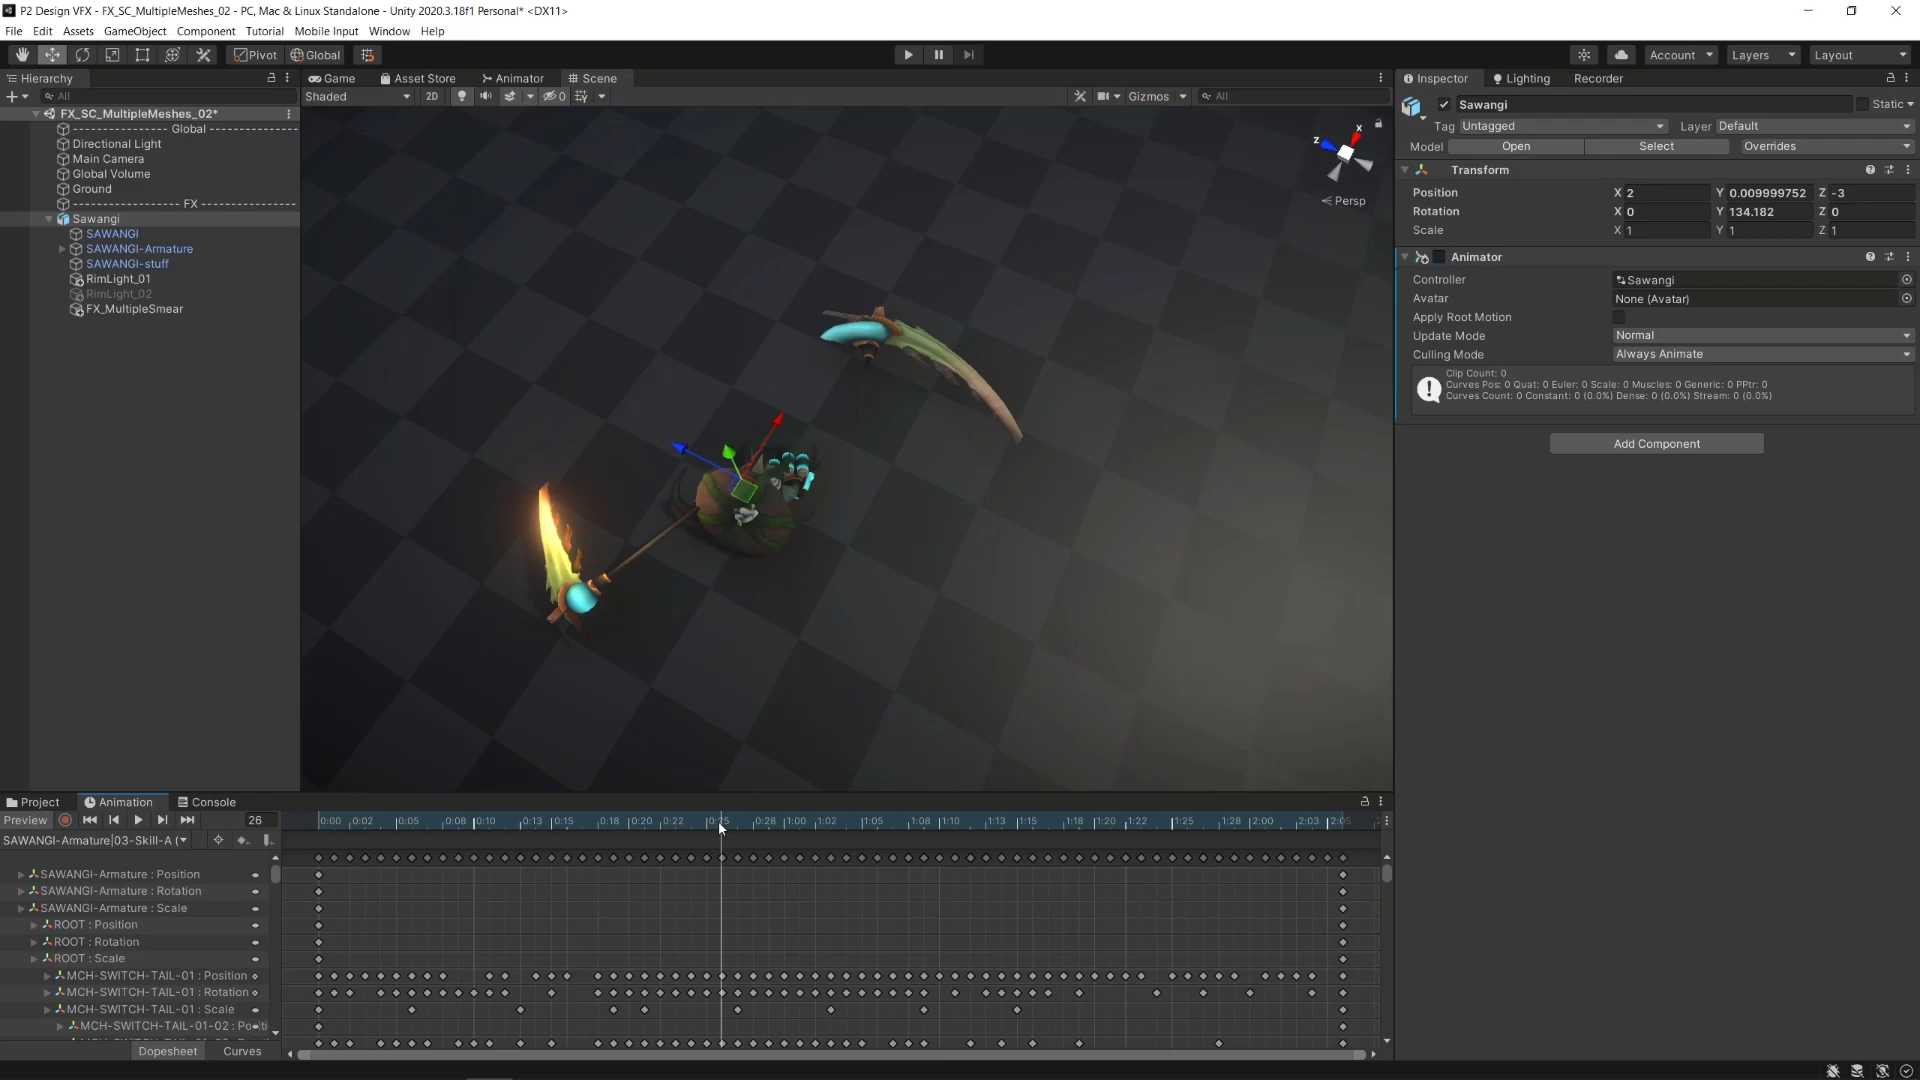 P2 Design VFX - FX_SC_MultipleMeshes_02 - PC, Mac & Linux Standalone - Unity 2020.3.18f1 Personal* <DX11>
File Edit Assets GameObject Component Tutorial Mobile Input Window Help
Pivot Global Account Layers Layout
Hierarchy
All
FX_SC_MultipleMeshes_02*
---------------- Global ----------------
Directional Light
Main Camera
Global Volume
Ground
------------------ FX ------------------
Sawangi
SAWANGI
SAWANGI-Armature
SAWANGI-stuff
RimLight_01
RimLight_02
FX_MultipleSmear
Game Asset Store Animator Scene
Shaded 2D 0 Gizmos All
x
z
Persp
Inspector Lighting Recorder
Sawangi Static
Tag Untagged Layer Default
Model Open Select Overrides
Transform
Position X 2 Y 0.009999752 Z -3
Rotation X 0 Y 134.182 Z 0
Scale X 1 Y 1 Z 1
Animator
Controller Sawangi
Avatar None (Avatar)
Apply Root Motion
Update Mode Normal
Culling Mode Always Animate
Clip Count: 0
Curves Pos: 0 Quat: 0 Euler: 0 Scale: 0 Muscles: 0 Generic: 0 PPtr: 0
Curves Count: 0 Constant: 0 (0.0%) Dense: 0 (0.0%) Stream: 0 (0.0%)
Add Component
Project Animation Console
Preview 26 0:00 0:02 0:05 0:08 0:10 0:13 0:15 0:18 0:20 0:22 0:25 0:28 1:00 1:02 1:05 1:08 1:10 1:13 1:15 1:18 1:20 1:22 1:25 1:28 2:00 2:03 2:05
SAWANGI-Armature|03-Skill-A (
SAWANGI-Armature : Position
SAWANGI-Armature : Rotation
SAWANGI-Armature : Scale
ROOT : Position
ROOT : Rotation
ROOT : Scale
MCH-SWITCH-TAIL-01 : Position
MCH-SWITCH-TAIL-01 : Rotation
MCH-SWITCH-TAIL-01 : Scale
MCH-SWITCH-TAIL-01-02 :
Dopesheet Curves